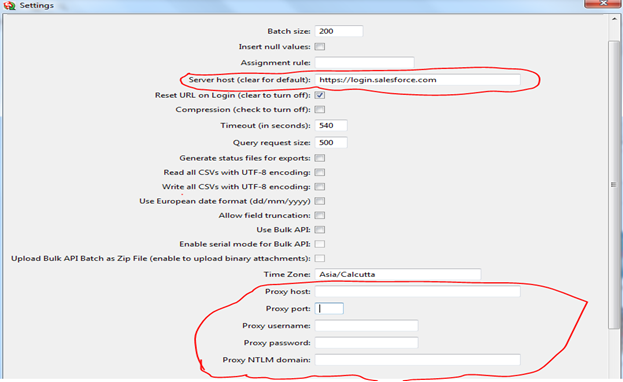 Settings
Batch size: 200
Insert null values:
Assignment rule:
Server host (clear for default): https://login.salesforce.com
Reset URL on Login (clear to turn off):
Compression (check to turn off):
Timeout (in seconds): 540
Query request size: 500
Generate status files for exports:
Read all CSVs with UTF-8 encoding:
Write all CSVs with UTF-8 encoding:
Use European date format (dd/mm/yyyy)
Allow field truncation:
Use Bulk API:
Enable serial mode for Bulk API:
Upload Bulk API Batch as Zip File (enable to upload binary attachments):
Time Zone: Asia/Calcutta
Proxy host:
Proxy port:
Proxy username:
Proxy password:
Proxy NTLM domain: